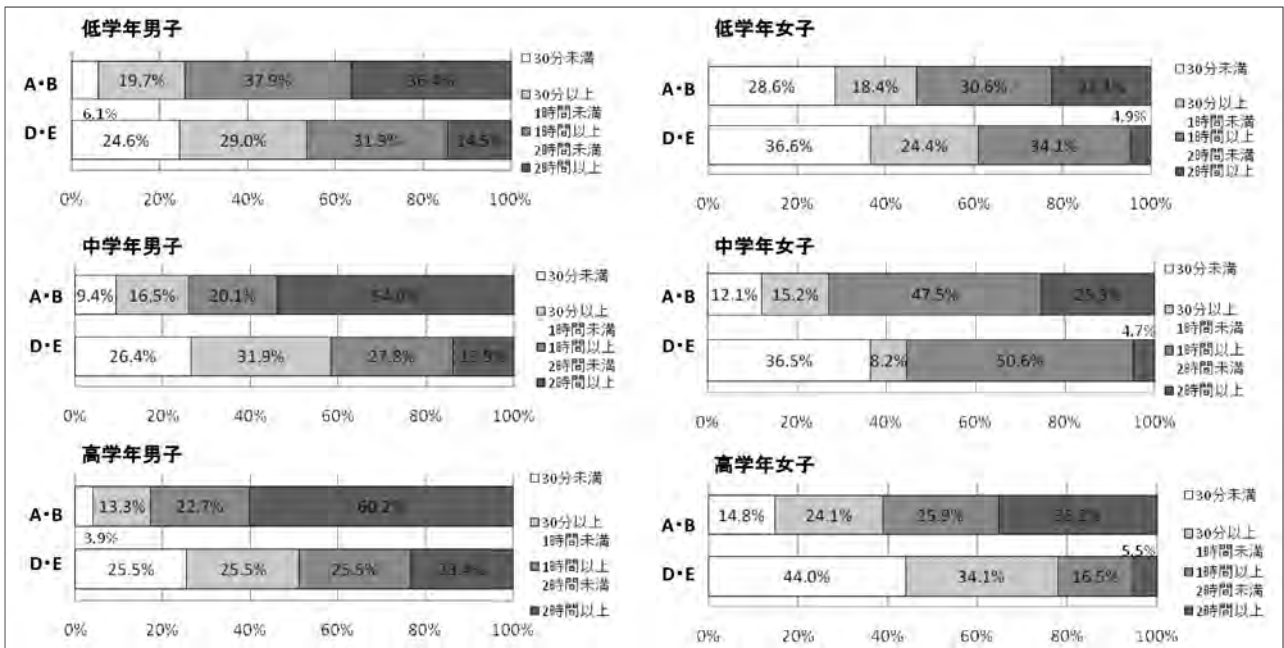 低学年男子
A・B
19.7%
37.9%
36.4%
6.1%
D・E
24.6%
29.0%
31.9%
14.5%
0%
20%
40%
60%
80%
100%
□30分未満
■30分以上
1時間未満
■1時間以上
2時間未満
■2時間以上
低学年女子
A・B
28.6%
18.4%
30.6%
4.9%
D・E
36.6%
24.4%
34.1%
0%
20%
40%
60%
80%
100%
□30分未満
■30分以上
1時間未満
■1時間以上
2時間未満
■2時間以上
中学年男子
A・B
9.4%
16.5%
20.1%
54.0%
D・E
26.4%
31.9%
27.8%
13.9%
0%
20%
40%
60%
80%
100%
□30分未満
■30分以上
1時間未満
■1時間以上
2時間未満
■2時間以上
中学年女子
A・B
12.1%
15.2%
47.5%
25.3%
4.7%
D・E
36.5%
8.2%
50.6%
0%
20%
40%
60%
80%
100%
□30分未満
■30分以上
1時間未満
■1時間以上
2時間未満
■2時間以上
高学年男子
A・B
13.3%
22.7%
60.2%
3.9%
D・E
25.5%
25.5%
25.5%
23.4%
0%
20%
40%
60%
80%
100%
□30分未満
■30分以上
1時間未満
■1時間以上
2時間未満
■2時間以上
高学年女子
A・B
14.8%
24.1%
25.9%
35.2%
5.5%
D・E
44.0%
34.1%
16.5%
0%
20%
40%
60%
80%
100%
□30分未満
■30分以上
1時間未満
■1時間以上
2時間未満
■2時間以上